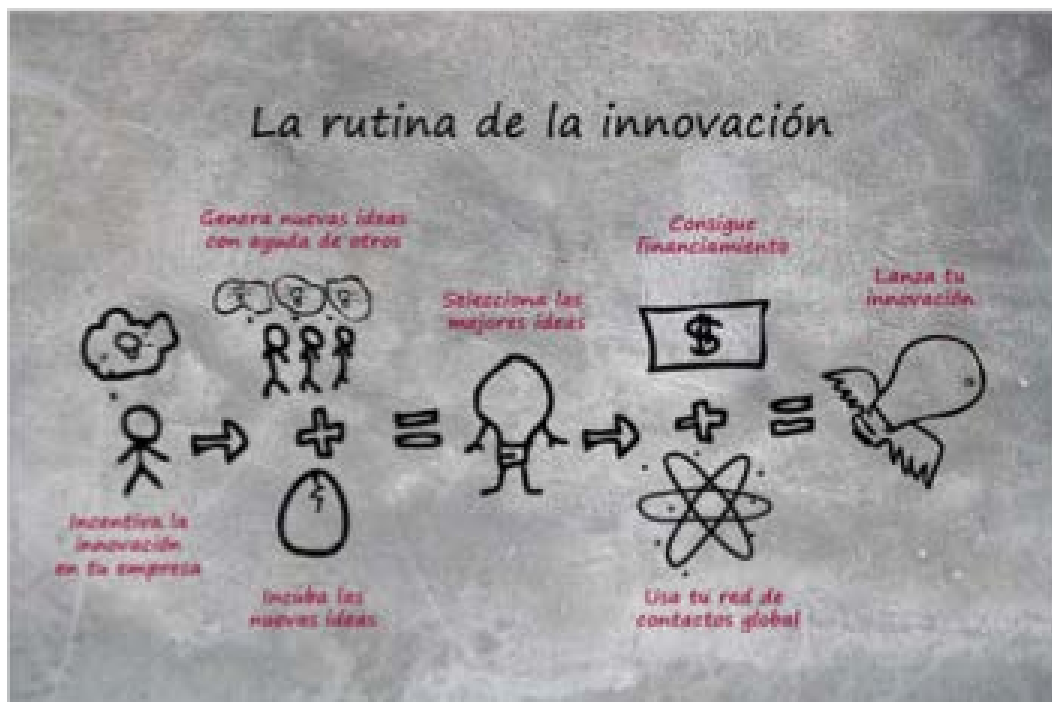 La rutina de la innovación
Genera nuevas ideas
con ayuda de otros
Consigue
financiamiento
Lanza tu
innovación
Selecciona las
mejores ideas
$
Incentiva la
innovación
en tu empresa
Incúba las
nuevas ideas
Usa tu red de
contactos global